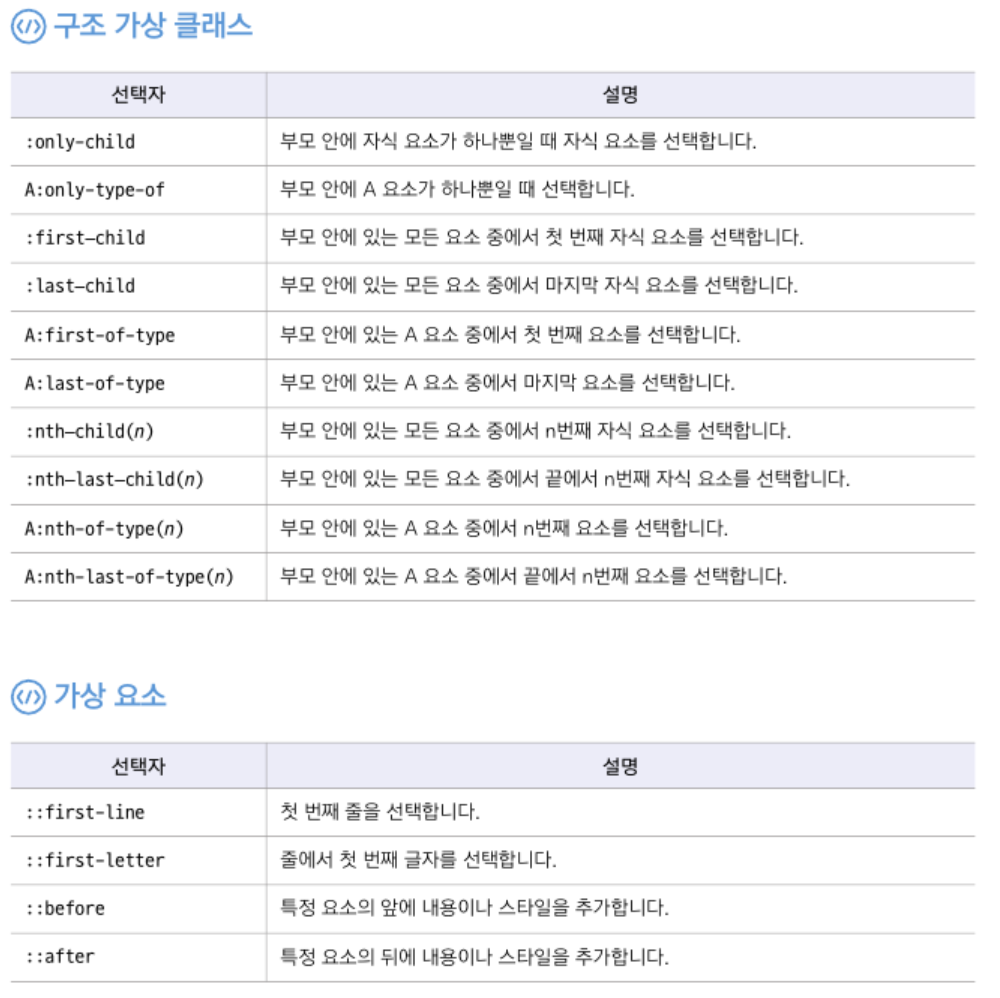 구조 가상 클래스
선택자 설명
:only-child 부모 안에 자식 요소가 하나뿐일 때 자식 요소를 선택합니다.
A:only-type-of 부모 안에 A 요소가 하나뿐일 때 선택합니다.
:first–child 부모 안에 있는 모든 요소 중에서 첫 번째 자식 요소를 선택합니다.
:last–child 부모 안에 있는 모든 요소 중에서 마지막 자식 요소를 선택합니다.
A:first-of-type 부모 안에 있는 A 요소 중에서 첫 번째 요소를 선택합니다.
A:last-of-type 부모 안에 있는 A 요소 중에서 마지막 요소를 선택합니다.
:nth–child(n) 부모 안에 있는 모든 요소 중에서 n번째 자식 요소를 선택합니다.
:nth–last–child(n) 부모 안에 있는 모든 요소 중에서 끝에서 n번째 자식 요소를 선택합니다.
A:nth-of-type(n) 부모 안에 있는 A 요소 중에서 n번째 요소를 선택합니다.
A:nth-last-of-type(n) 부모 안에 있는 A 요소 중에서 끝에서 n번째 요소를 선택합니다.
가상 요소
선택자 설명
::first-line 첫 번째 줄을 선택합니다.
::first-letter 줄에서 첫 번째 글자를 선택합니다.
::before 특정 요소의 앞에 내용이나 스타일을 추가합니다.
::after 특정 요소의 뒤에 내용이나 스타일을 추가합니다.